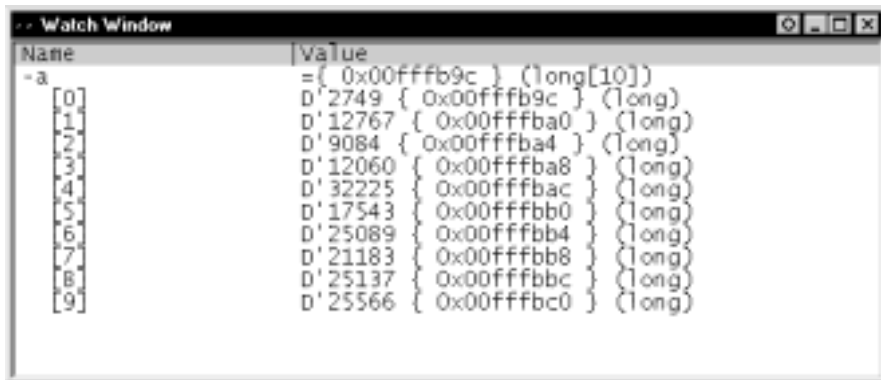 Watch Window
Name Value
-a ={ 0x00fffb9c } (long[10])
[0] D'2749 { 0x00fffb9c } (long)
[1] D'12767 { 0x00fffba0 } (long)
[2] D'9084 { 0x00fffba4 } (long)
[3] D'12060 { 0x00fffba8 } (long)
[4] D'32225 { 0x00fffbac } (long)
[5] D'17543 { 0x00fffbb0 } (long)
[6] D'25089 { 0x00fffbb4 } (long)
[7] D'21183 { 0x00fffbb8 } (long)
[8] D'25137 { 0x00fffbbc } (long)
[9] D'25566 { 0x00fffbc0 } (long)